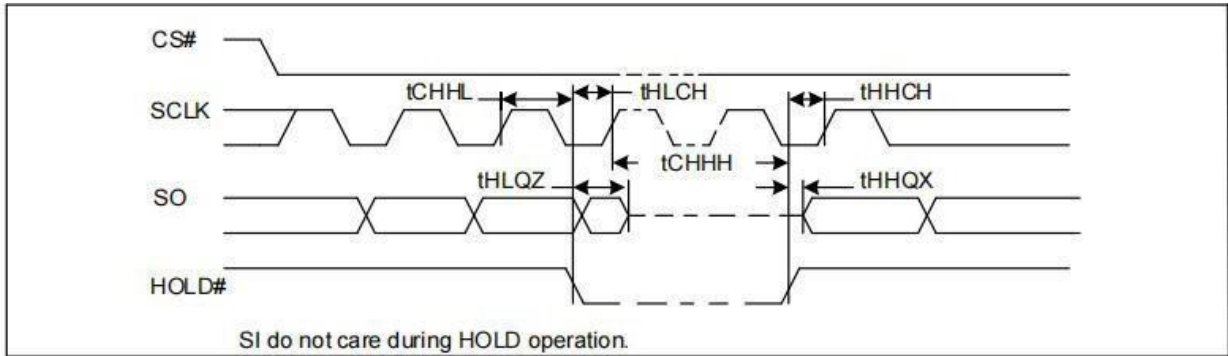 CS#
tCHHL
tHLCH
tHHCH
SCLK
tCHHH
tHLQZ
tHHQX
SO
HOLD#
SI do not care during HOLD operation.